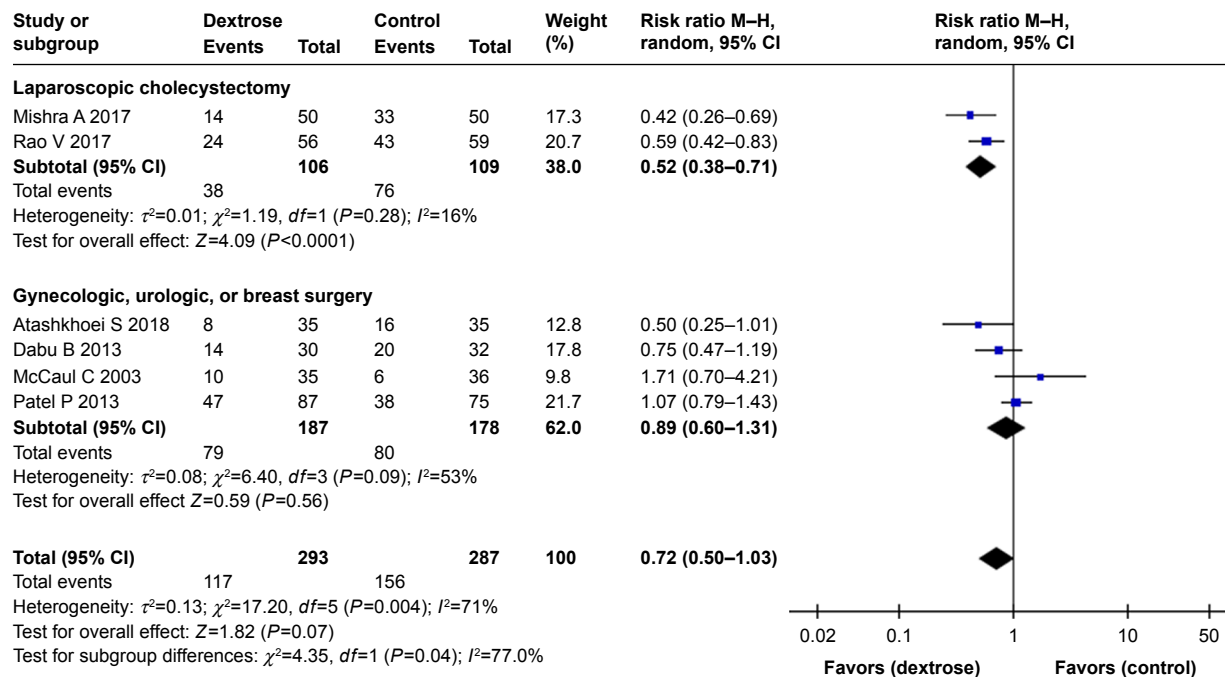 Study or subgroup Dextrose Events Total Control Events Total Weight (%) Risk ratio M–H, random, 95% CI Risk ratio M–H, random, 95% CI
Laparoscopic cholecystectomy
Mishra A 2017 14 50 33 50 17.3 0.42 (0.26–0.69)
Rao V 2017 24 56 43 59 20.7 0.59 (0.42–0.83)
Subtotal (95% CI) 106 109 38.0 0.52 (0.38–0.71)
Total events 38 76
Heterogeneity: τ²=0.01; χ²=1.19, df=1 (P=0.28); I²=16%
Test for overall effect: Z=4.09 (P<0.0001)
Gynecologic, urologic, or breast surgery
Atashkhoei S 2018 8 35 16 35 12.8 0.50 (0.25–1.01)
Dabu B 2013 14 30 20 32 17.8 0.75 (0.47–1.19)
McCaul C 2003 10 35 6 36 9.8 1.71 (0.70–4.21)
Patel P 2013 47 87 38 75 21.7 1.07 (0.79–1.43)
Subtotal (95% CI) 187 178 62.0 0.89 (0.60–1.31)
Total events 79 80
Heterogeneity: τ²=0.08; χ²=6.40, df=3 (P=0.09); I²=53%
Test for overall effect Z=0.59 (P=0.56)
Total (95% CI) 293 287 100 0.72 (0.50–1.03)
Total events 117 156
Heterogeneity: τ²=0.13; χ²=17.20, df=5 (P=0.004); I²=71%
Test for overall effect: Z=1.82 (P=0.07)
Test for subgroup differences: χ²=4.35, df=1 (P=0.04); I²=77.0%
0.02 0.1 1 10 50
Favors (dextrose) Favors (control)